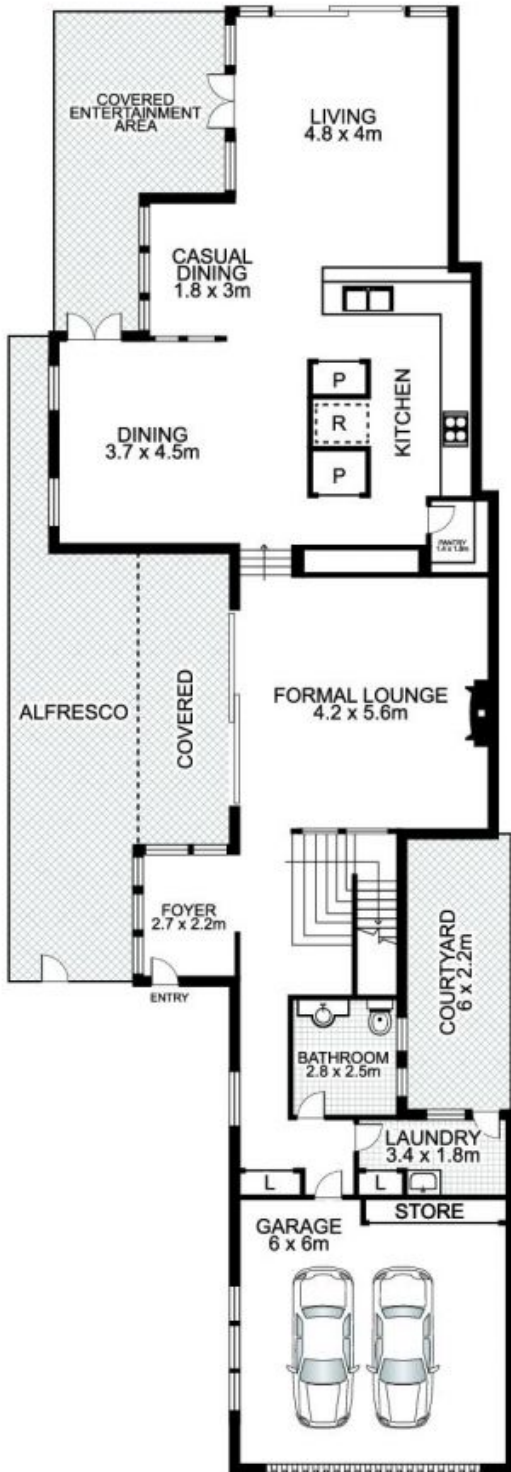 COVERED
ENTERTAINMENT
AREA
LIVING
4.8 x 4m
CASUAL
DINING
1.8 x 3m
P
R
P
KITCHEN
DINING
3.7 x 4.5m
PANTRY
ALFRESCO
COVERED
FORMAL LOUNGE
4.2 x 5.6m
FOYER
2.7 x 2.2m
ENTRY
COURTYARD
6 x 2.2m
BATHROOM
2.8 x 2.5m
LAUNDRY
3.4 x 1.8m
L
L
STORE
GARAGE
6 x 6m